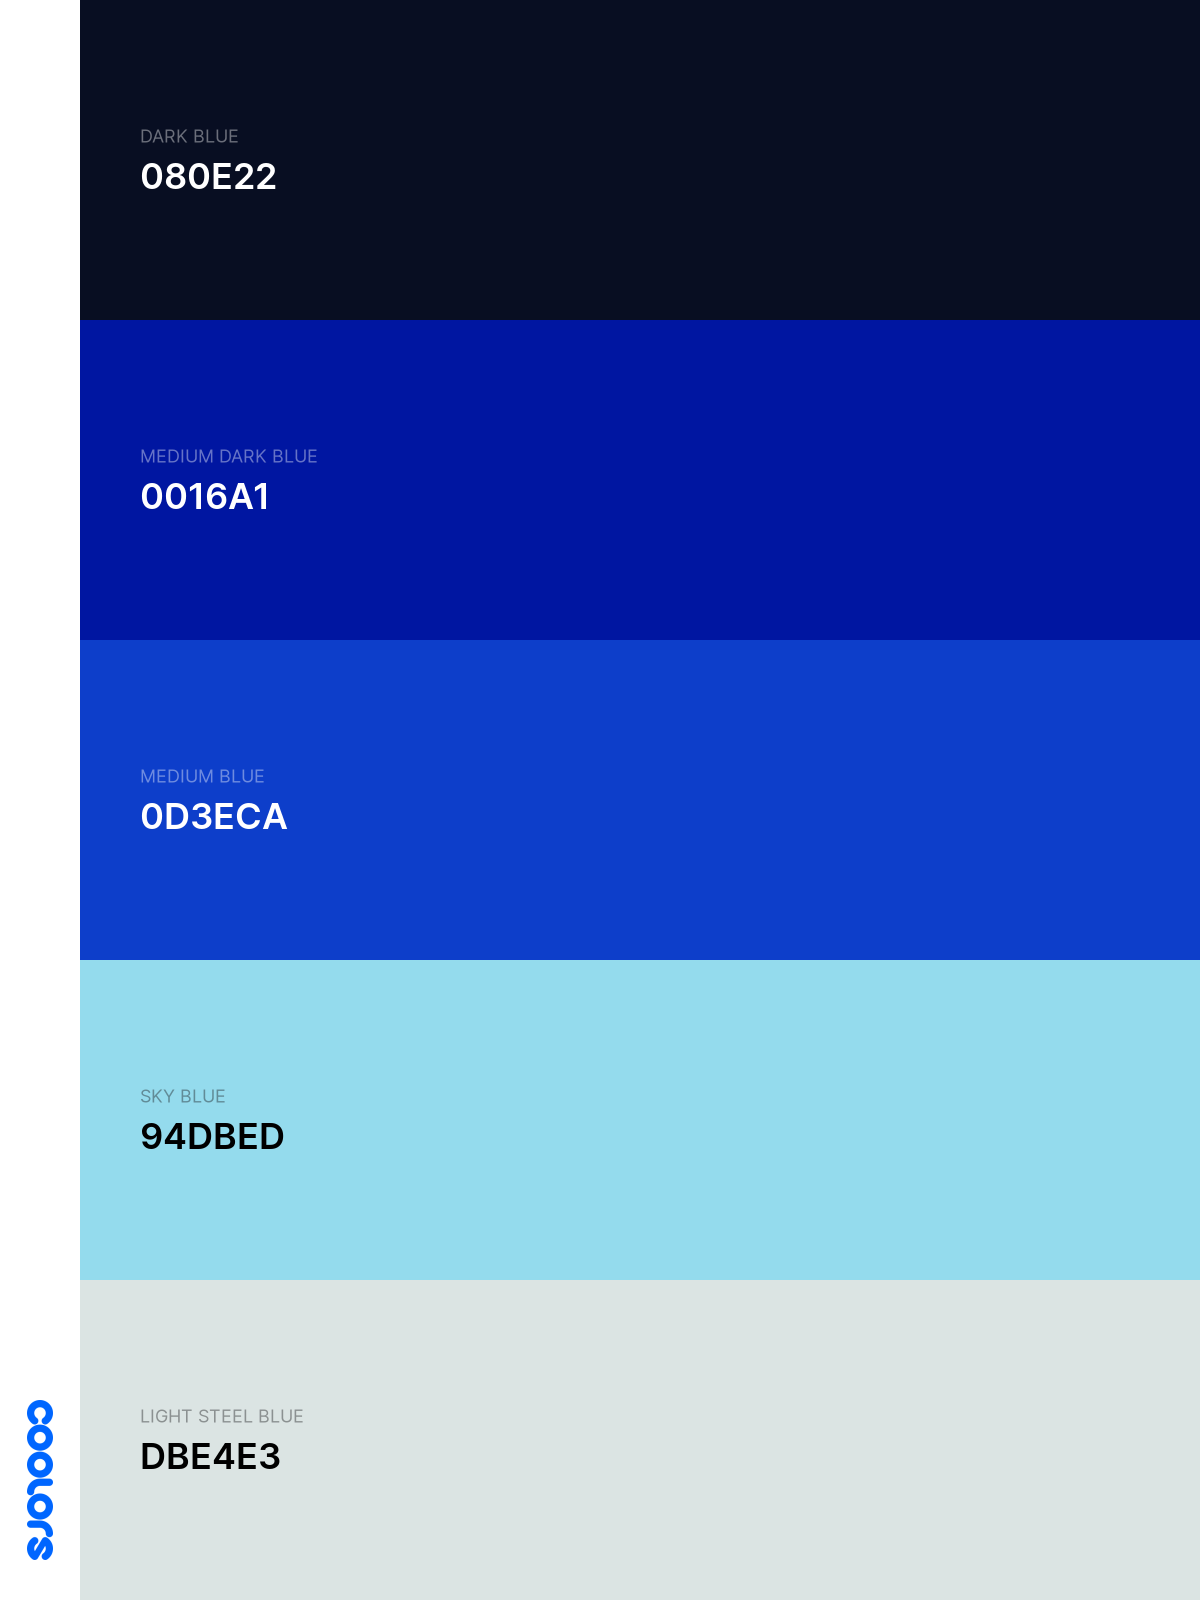 DARK BLUE
080E22
MEDIUM DARK BLUE
0016A1
MEDIUM BLUE
0D3ECA
SKY BLUE
94DBED
LIGHT STEEL BLUE
DBE4E3
coolors